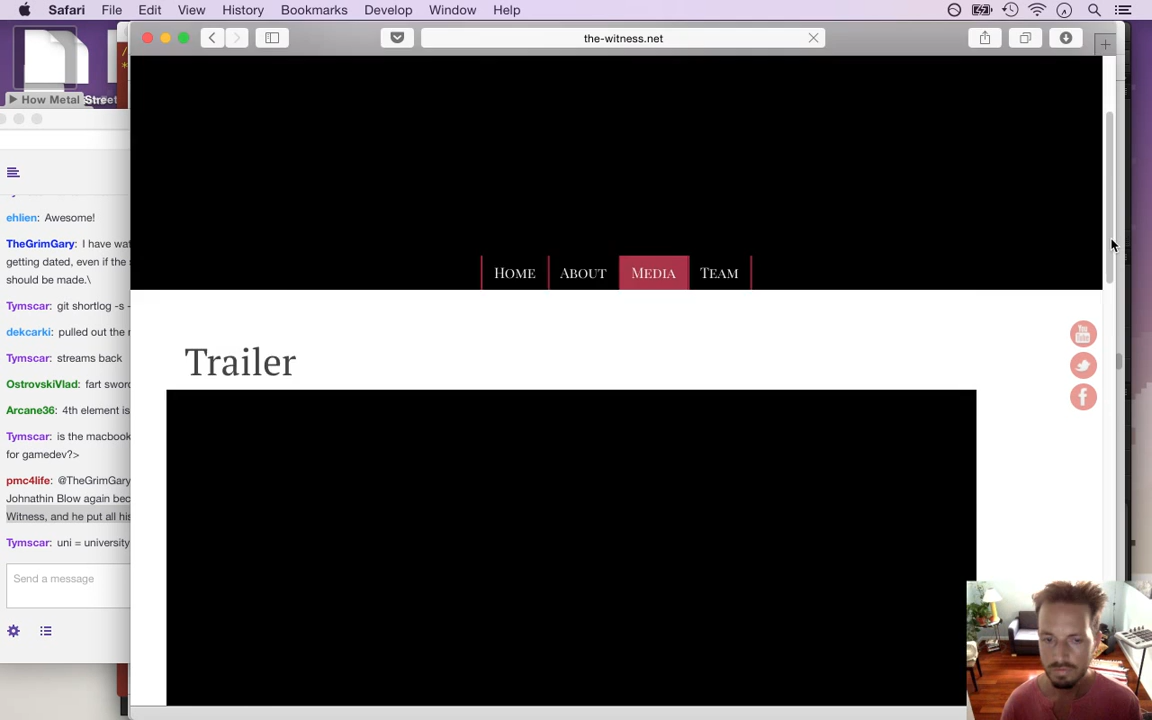 Safari File Edit View History Bookmarks Develop Window Help
the-witness.net
How Metal Street
ehlien: Awesome!
TheGrimGary: I have wat
getting dated, even if the s
should be made.\
Tymscar: git shortlog -s -
dekcarki: pulled out the r
Tymscar: streams back
OstrovskiVlad: fart sword
Arcane36: 4th element is
Tymscar: is the macbook
for gamedev?>
pmc4life: @TheGrimGary
Johnathin Blow again bec
Witness, and he put all his
Tymscar: uni = university
Send a message
Home About Media Team
Trailer
You
Tube